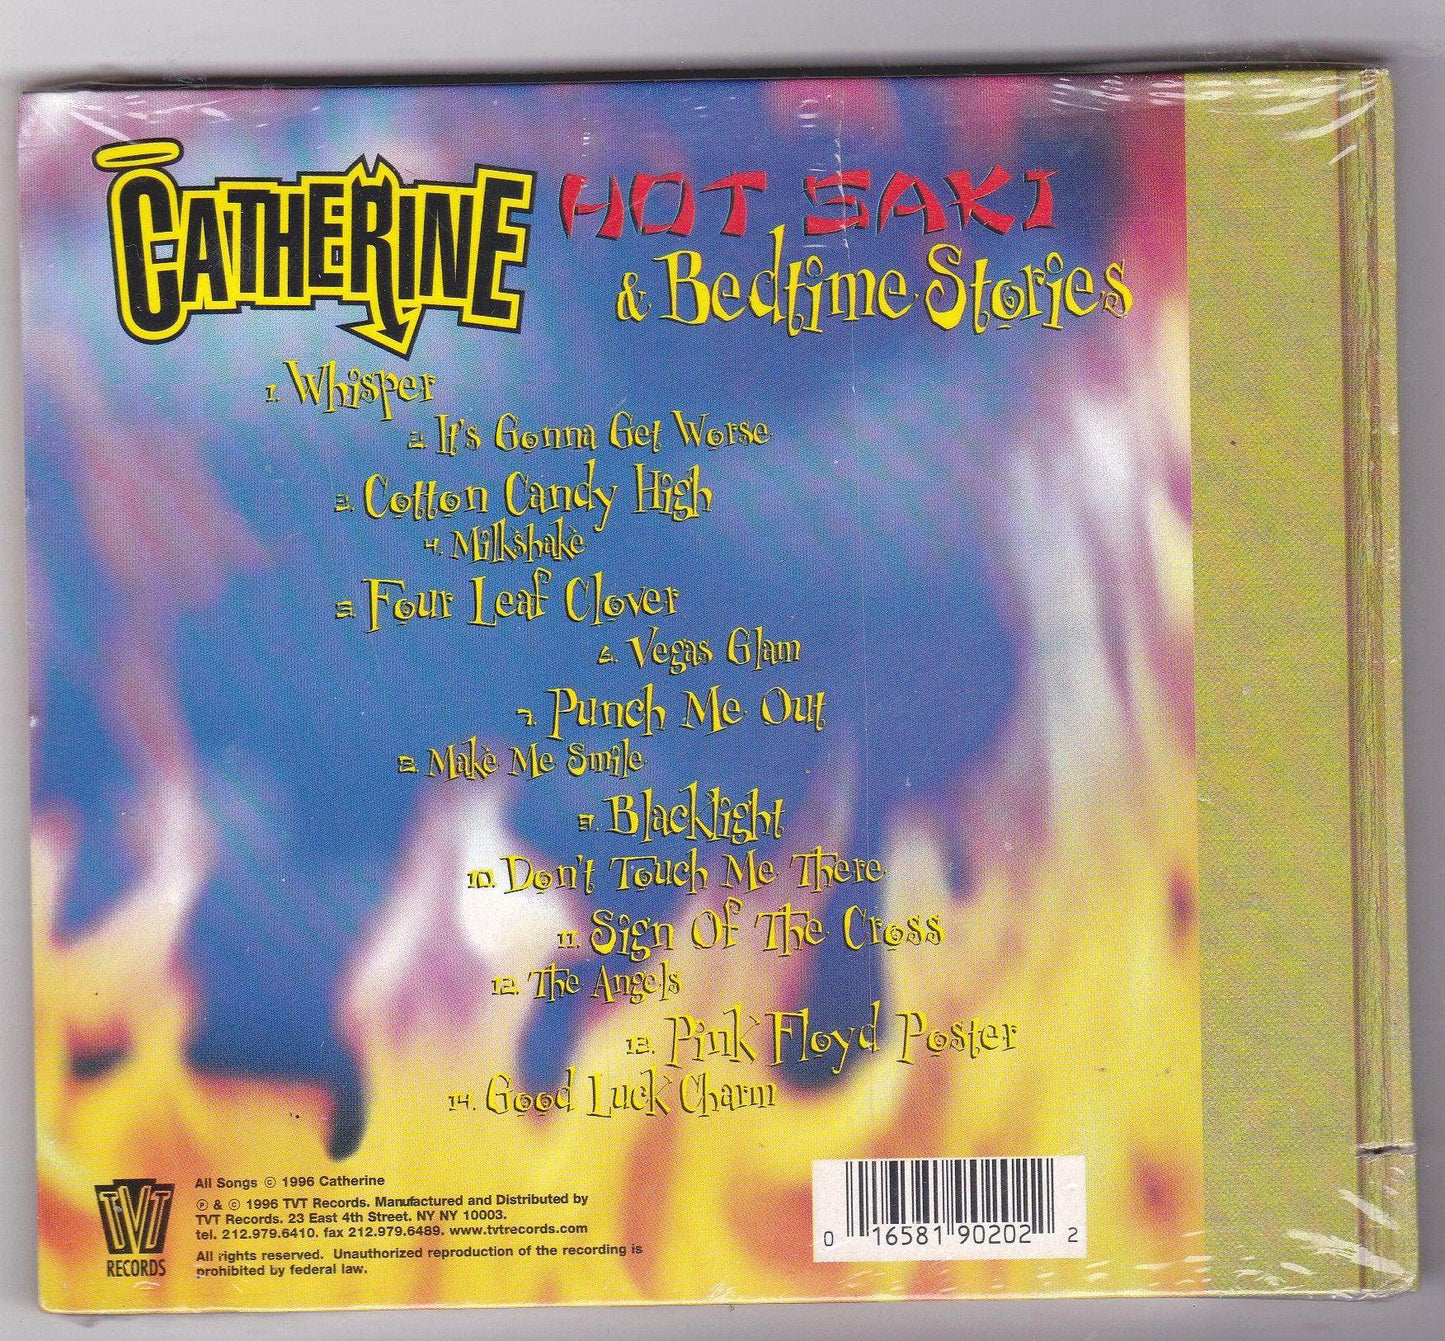 CATHERINE HOT SAKI
& Bedtime Stories
1. Whisper
2. It's Gonna Get Worse
3. Cotton Candy High
4. Milkshake
5. Four Leaf Clover
6. Vegas Glam
7. Punch Me Out
8. Make Me Smile
9. Blacklight
10. Don't Touch Me There
11. Sign Of The Cross
12. The Angels
13. Pink Floyd Poster
14. Good Luck Charm
TVT
RECORDS
All Songs © 1996 Catherine
℗ & © 1996 TVT Records. Manufactured and Distributed by
TVT Records. 23 East 4th Street. NY NY 10003.
tel. 212.979.6410. fax 212.979.6489. www.tvtrecords.com
All rights reserved. Unauthorized reproduction of the recording is
prohibited by federal law.
0 16581 90202 2